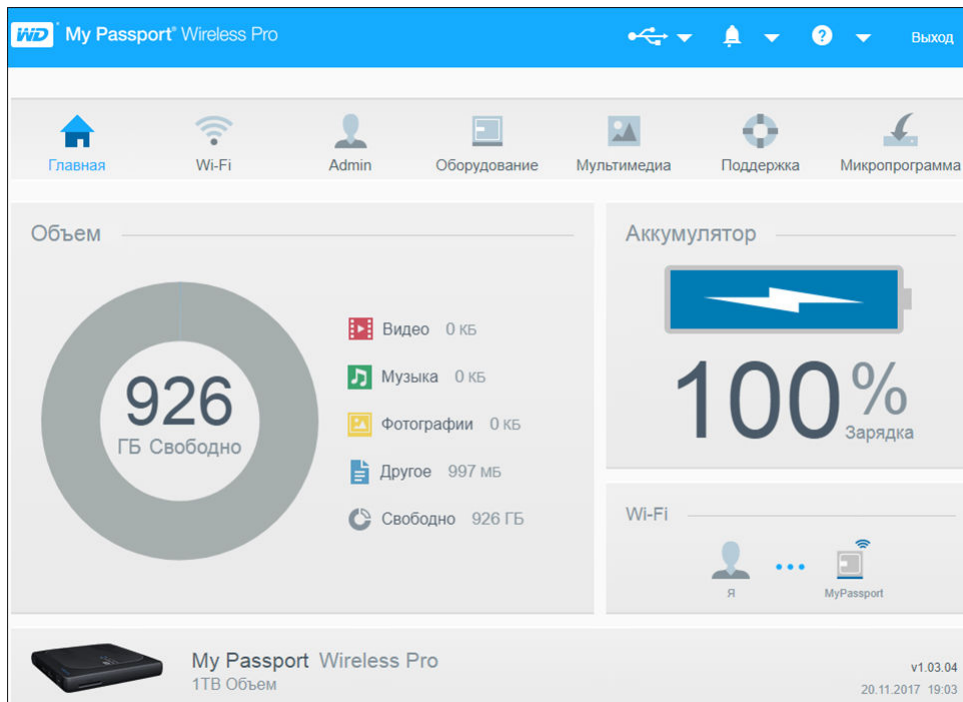 WD My Passport® Wireless Pro
? Выход
Главная Wi-Fi Admin Оборудование Мультимедиа Поддержка Микропрограмма
Объем
926
ГБ Свободно
Видео 0 КБ
Музыка 0 КБ
Фотографии 0 КБ
Другое 997 МБ
Свободно 926 ГБ
Аккумулятор
100%
Зарядка
Wi-Fi
Я MyPassport
My Passport Wireless Pro
1TB Объем
v1.03.04
20.11.2017 19:03